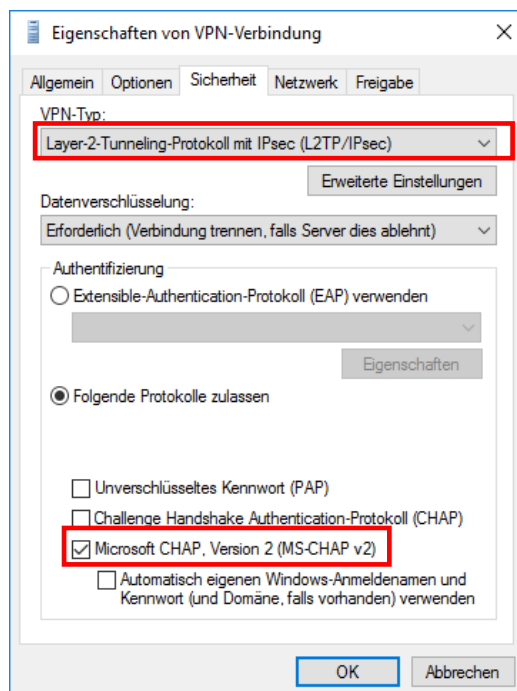 Eigenschaften von VPN-Verbindung
Allgemein Optionen Sicherheit Netzwerk Freigabe
VPN-Typ:
Layer-2-Tunneling-Protokoll mit IPsec (L2TP/IPsec)
Erweiterte Einstellungen
Datenverschlüsselung:
Erforderlich (Verbindung trennen, falls Server dies ablehnt)
Authentifizierung
Extensible-Authentication-Protokoll (EAP) verwenden
Eigenschaften
Folgende Protokolle zulassen
Unverschlüsseltes Kennwort (PAP)
Challenge Handshake Authentication-Protokoll (CHAP)
Microsoft CHAP, Version 2 (MS-CHAP v2)
Automatisch eigenen Windows-Anmeldenamen und
Kennwort (und Domäne, falls vorhanden) verwenden
OK Abbrechen